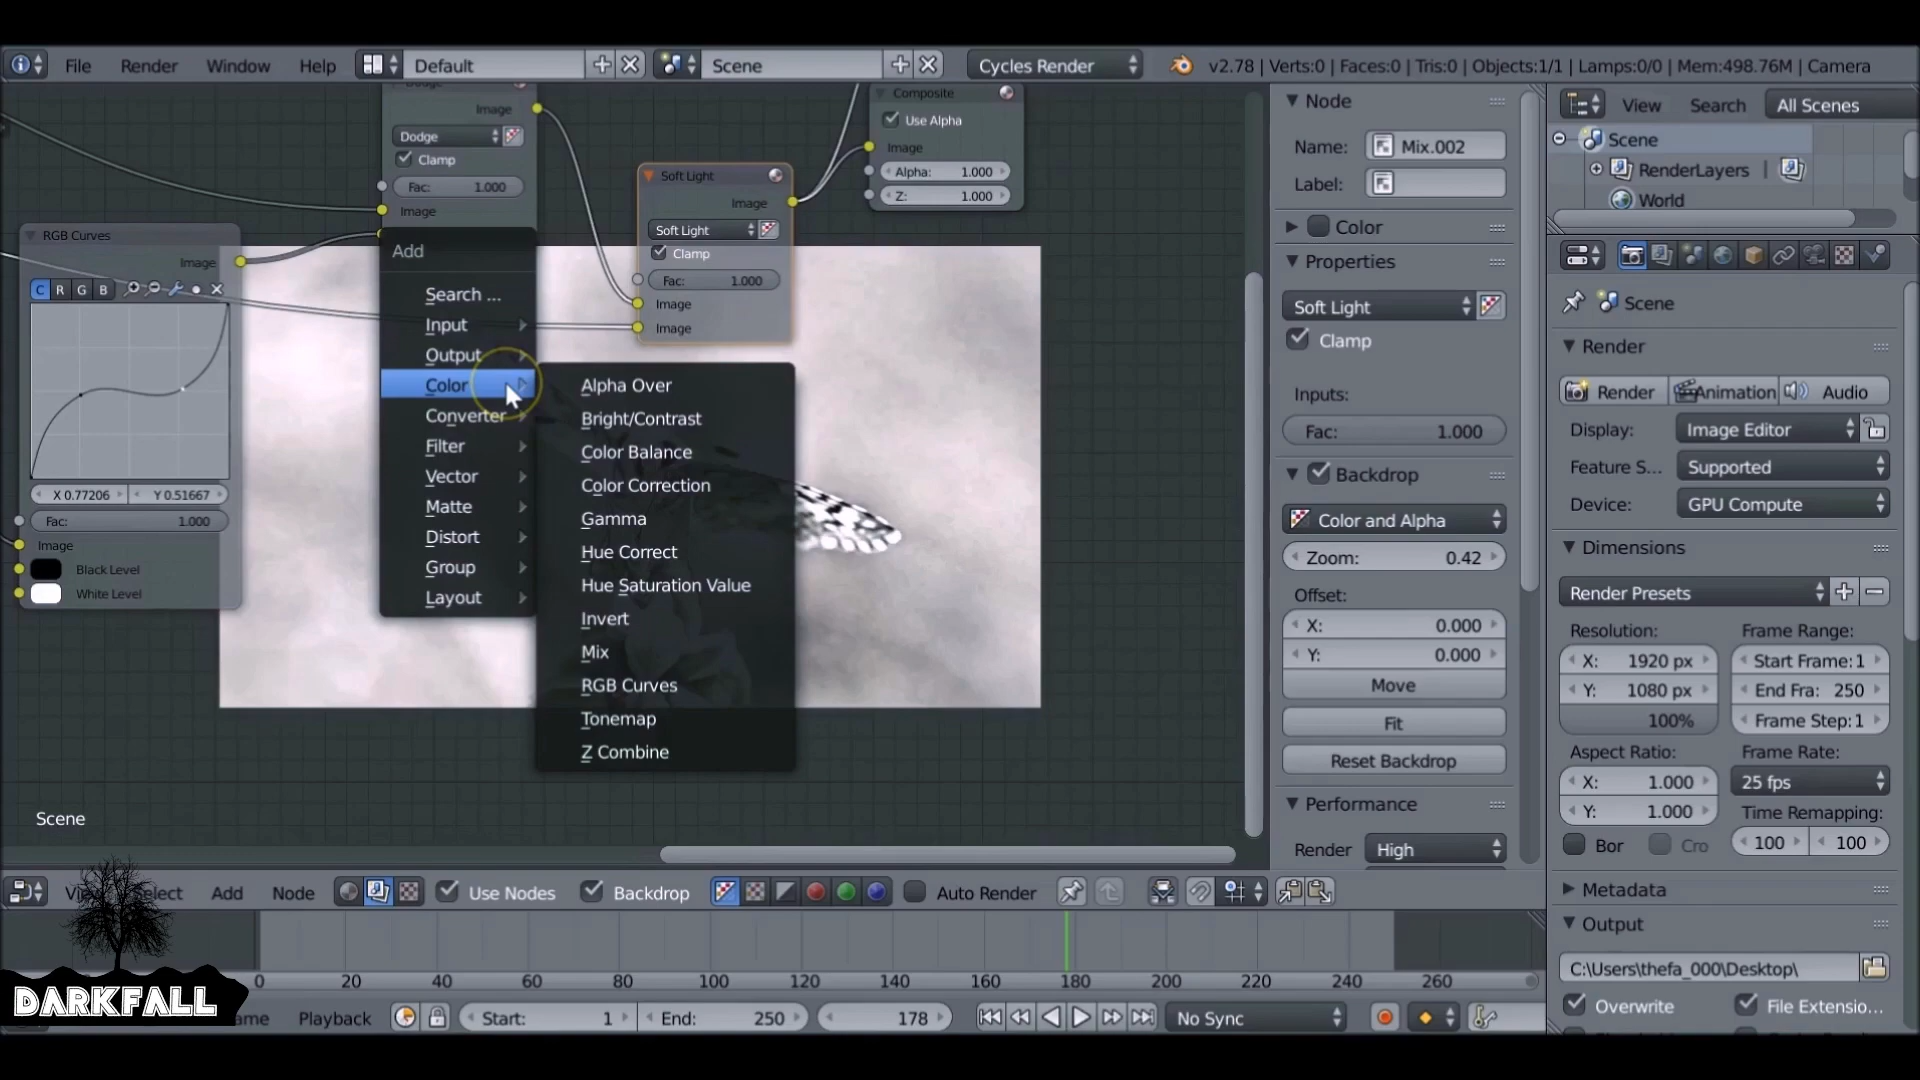 File Render Window Help Default Scene Cycles Render v2.78 | Verts:0 | Faces:0 | Tris:0 | Objects:1/1 | Lamps:0/0 | Mem:498.76M | Camera
Image
Dodge
Clamp
Fac: 1.000
Image
RGB Curves
Image
C R G B
X 0.77206 Y 0.51667
Fac: 1.000
Image
Black Level
White Level
Add
Search ...
Input
Output
Color
Converter
Filter
Vector
Matte
Distort
Group
Layout
Alpha Over
Bright/Contrast
Color Balance
Color Correction
Gamma
Hue Correct
Hue Saturation Value
Invert
Mix
RGB Curves
Tonemap
Z Combine
Soft Light
Image
Soft Light
Clamp
Fac: 1.000
Image
Image
Composite
Use Alpha
Image
Alpha: 1.000
Z: 1.000
Scene
Node
Name: Mix.002
Label:
Color
Properties
Soft Light
Clamp
Inputs:
Fac: 1.000
Backdrop
Color and Alpha
Zoom: 0.42
Offset:
X: 0.000
Y: 0.000
Move
Fit
Reset Backdrop
Performance
Render High
View Search All Scenes
Scene
RenderLayers |
World
Scene
Render
Render Animation Audio
Display: Image Editor
Feature S... Supported
Device: GPU Compute
Dimensions
Render Presets
Resolution: Frame Range:
X: 1920 px Start Frame:1
Y: 1080 px End Fra: 250
100% Frame Step:1
Aspect Ratio: Frame Rate:
X: 1.000 25 fps
Y: 1.000 Time Remapping:
Bor Cro 100 100
Metadata
Output
C:\Users\thefa_000\Desktop\
Overwrite File Extensio...
Add Node Use Nodes Backdrop Auto Render
0 20 40 60 80 100 120 140 160 180 200 220 240 260
Playback Start: 1 End: 250 178 No Sync
DARKFALL